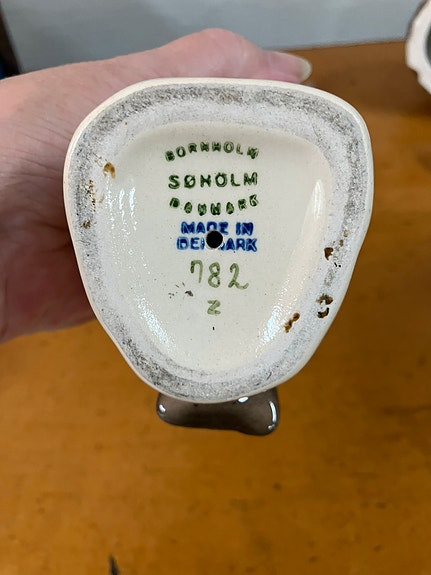 BORNHOLM
SØHOLM
DANMARK
MADE IN
DENMARK
782
Z